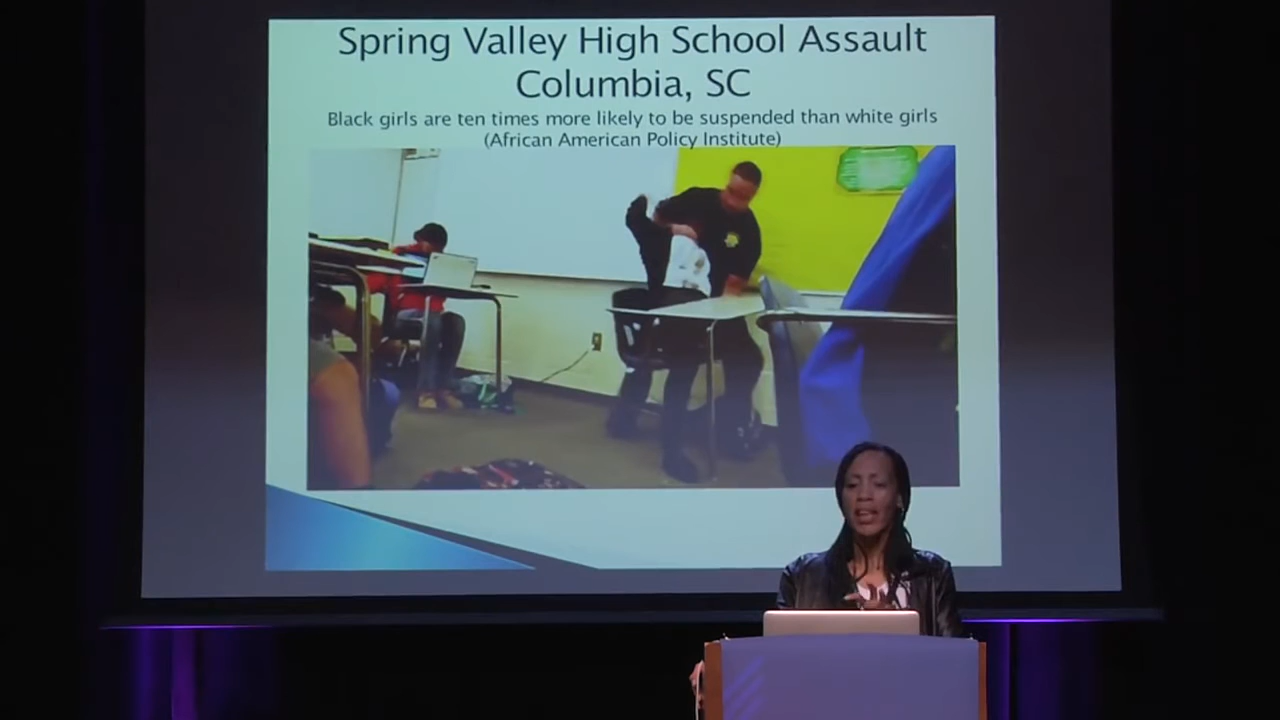 Spring Valley High School Assault
Columbia, SC
Black girls are ten times more likely to be suspended than white girls
(African American Policy Institute)